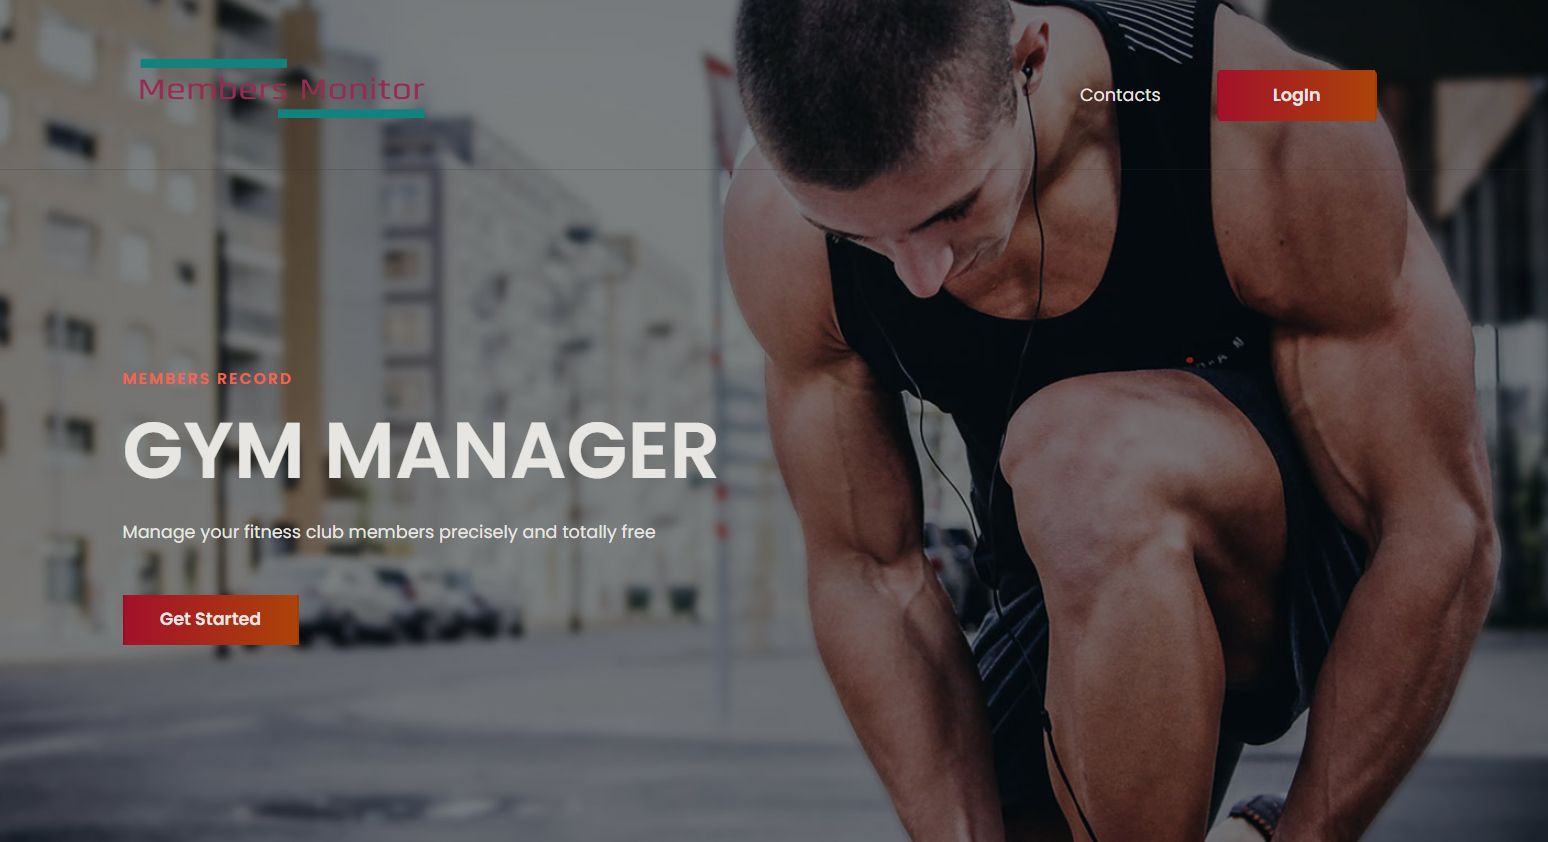 Members Monitor
Contacts
LogIn
MEMBERS RECORD
GYM MANAGER
Manage your fitness club members precisely and totally free
Get Started